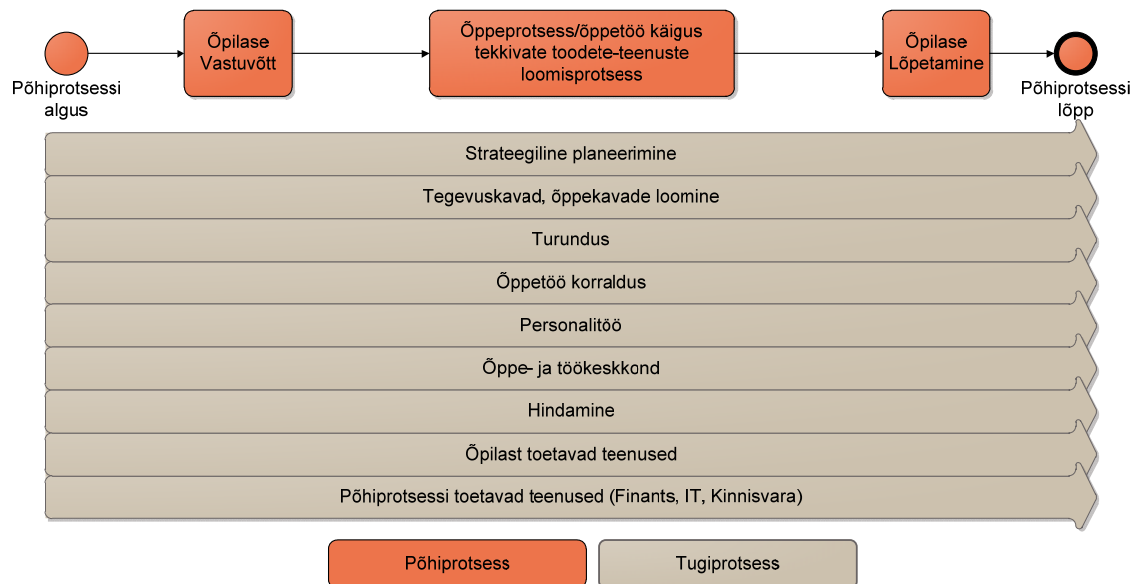 Õpilase
Vastuvõtt
Õppeprotsess/õppetöö käigus
tekkivate toodete-teenuste
loomisprotsess
Õpilase
Lõpetamine
Põhiprotsessi
algus
Põhiprotsessi
lõpp
Strateegiline planeerimine
Tegevuskavad, õppekavade loomine
Turundus
Õppetöö korraldus
Personalitöö
Õppe- ja töökeskkond
Hindamine
Õpilast toetavad teenused
Põhiprotsessi toetavad teenused (Finants, IT, Kinnisvara)
Põhiprotsess
Tugiprotsess